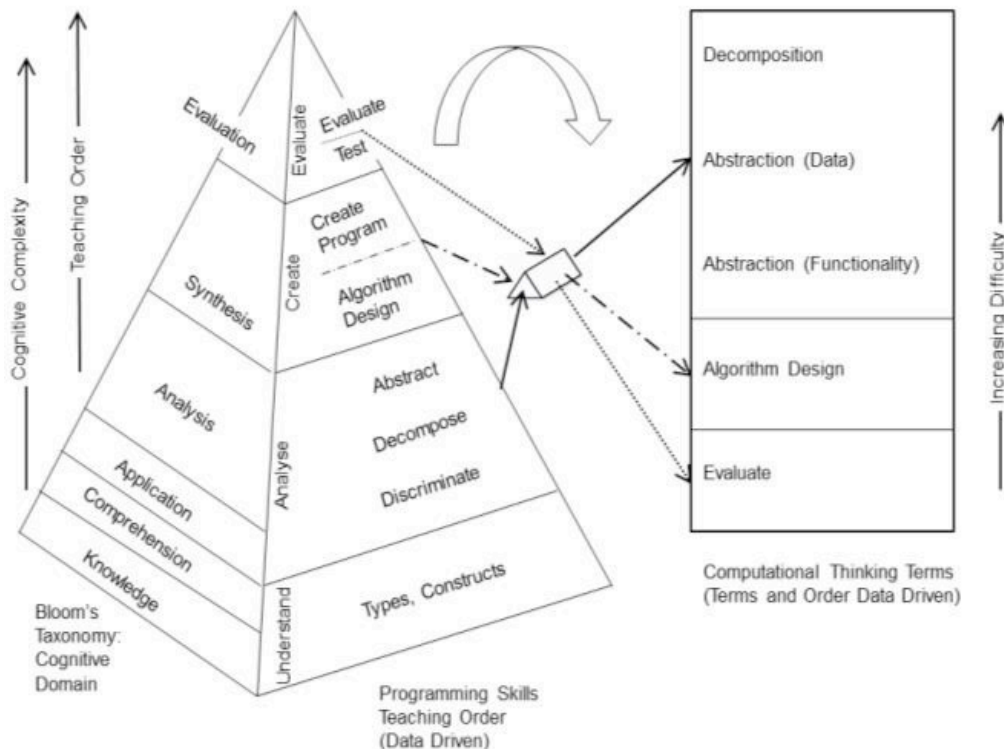 Cognitive Complexity
Teaching Order
Evaluation
Synthesis
Analysis
Application
Comprehension
Knowledge
Bloom's
Taxonomy:
Cognitive
Domain
Evaluate
Create
Analyse
Understand
Evaluate
Test
Create
Program
Algorithm
Design
Abstract
Decompose
Discriminate
Types, Constructs
Programming Skills
Teaching Order
(Data Driven)
Decomposition
Abstraction (Data)
Abstraction (Functionality)
Algorithm Design
Evaluate
Increasing Difficulty
Computational Thinking Terms
(Terms and Order Data Driven)